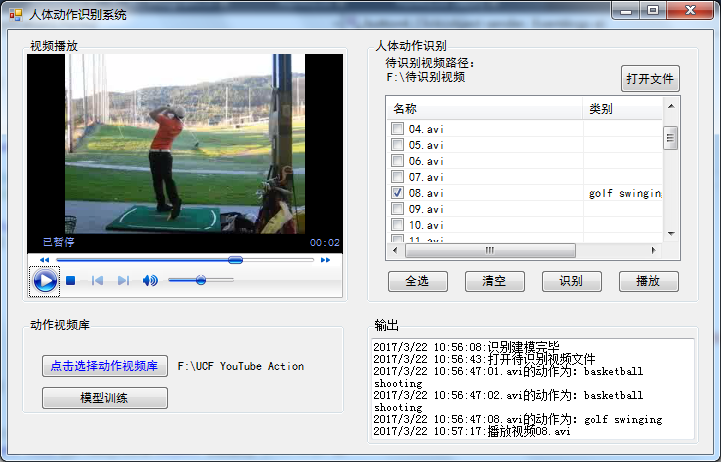 人体动作识别系统
视频播放
已暂停
00:02
动作视频库
点击选择动作视频库
F:\UCF YouTube Action
模型训练
人体动作识别
待识别视频路径：
F:\待识别视频
打开文件
名称 类别
04.avi
05.avi
06.avi
07.avi
08.avi golf swinging
09.avi
10.avi
11.avi
全选 清空 识别 播放
输出
2017/3/22 10:56:08:识别建模完毕
2017/3/22 10:56:43:打开待识别视频文件
2017/3/22 10:56:47:01.avi的动作为: basketball
shooting
2017/3/22 10:56:47:02.avi的动作为: basketball
shooting
2017/3/22 10:56:47:08.avi的动作为: golf swinging
2017/3/22 10:57:17:播放视频08.avi